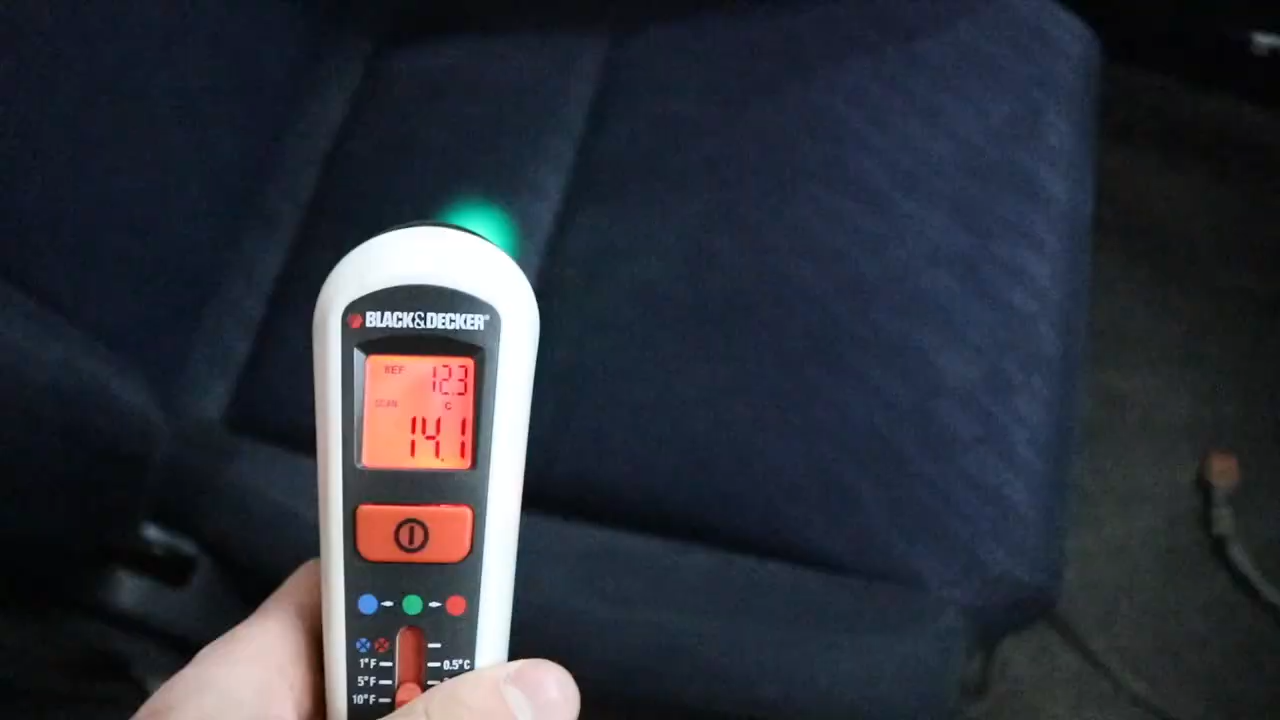 BLACK&DECKER®
REF 12.3
SCAN °C
14.1
1°F 0.5°C
5°F
10°F